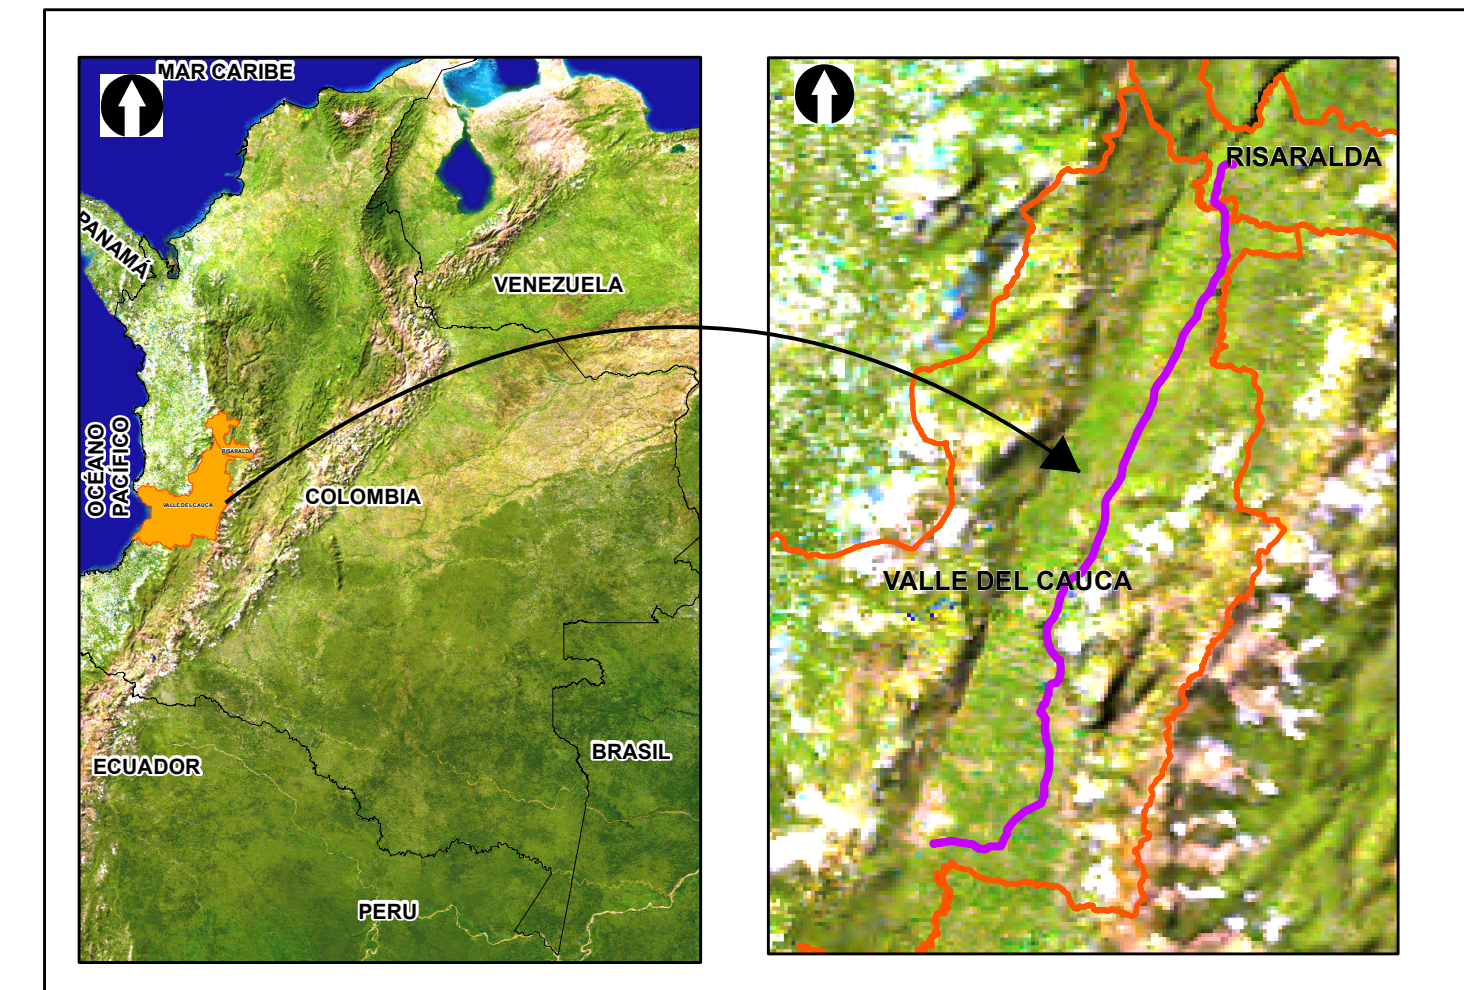 MAR CARIBE
PANAMÁ
VENEZUELA
OCÉANO
PACÍFICO
RISARALDA
COLOMBIA
VALLE DEL CAUCA
ECUADOR
BRASIL
PERU
RISARALDA
VALLE DEL CAUCA